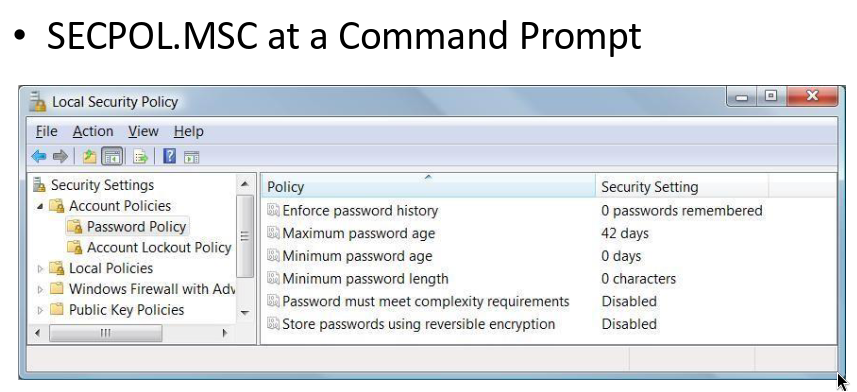 • SECPOL.MSC at a Command Prompt
Local Security Policy
File Action View Help
Security Settings
Account Policies
Password Policy
Account Lockout Policy
Local Policies
Windows Firewall with Adv
Public Key Policies
Policy Security Setting
Enforce password history 0 passwords remembered
Maximum password age 42 days
Minimum password age 0 days
Minimum password length 0 characters
Password must meet complexity requirements Disabled
Store passwords using reversible encryption Disabled